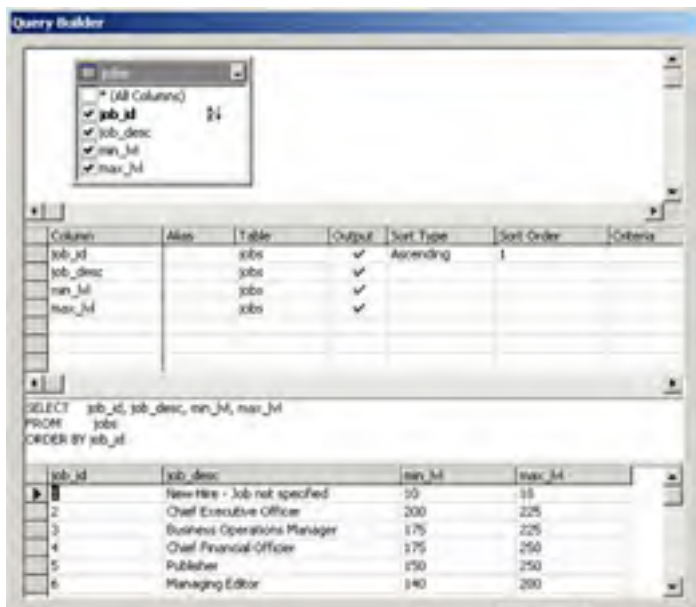 Query Builder
jobs
* (All Columns)
job_id
job_desc
min_lvl
max_lvl
Column Alias Table Output Sort Type Sort Order Criteria
job_id jobs Ascending 1
job_desc jobs
min_lvl jobs
max_lvl jobs
SELECT job_id, job_desc, min_lvl, max_lvl
FROM jobs
ORDER BY job_id
job_id job_desc min_lvl max_lvl
1 New Hire - Job not specified 10 10
2 Chief Executive Officer 200 225
3 Business Operations Manager 175 225
4 Chief Financial Officier 175 250
5 Publisher 150 250
6 Managing Editor 140 200